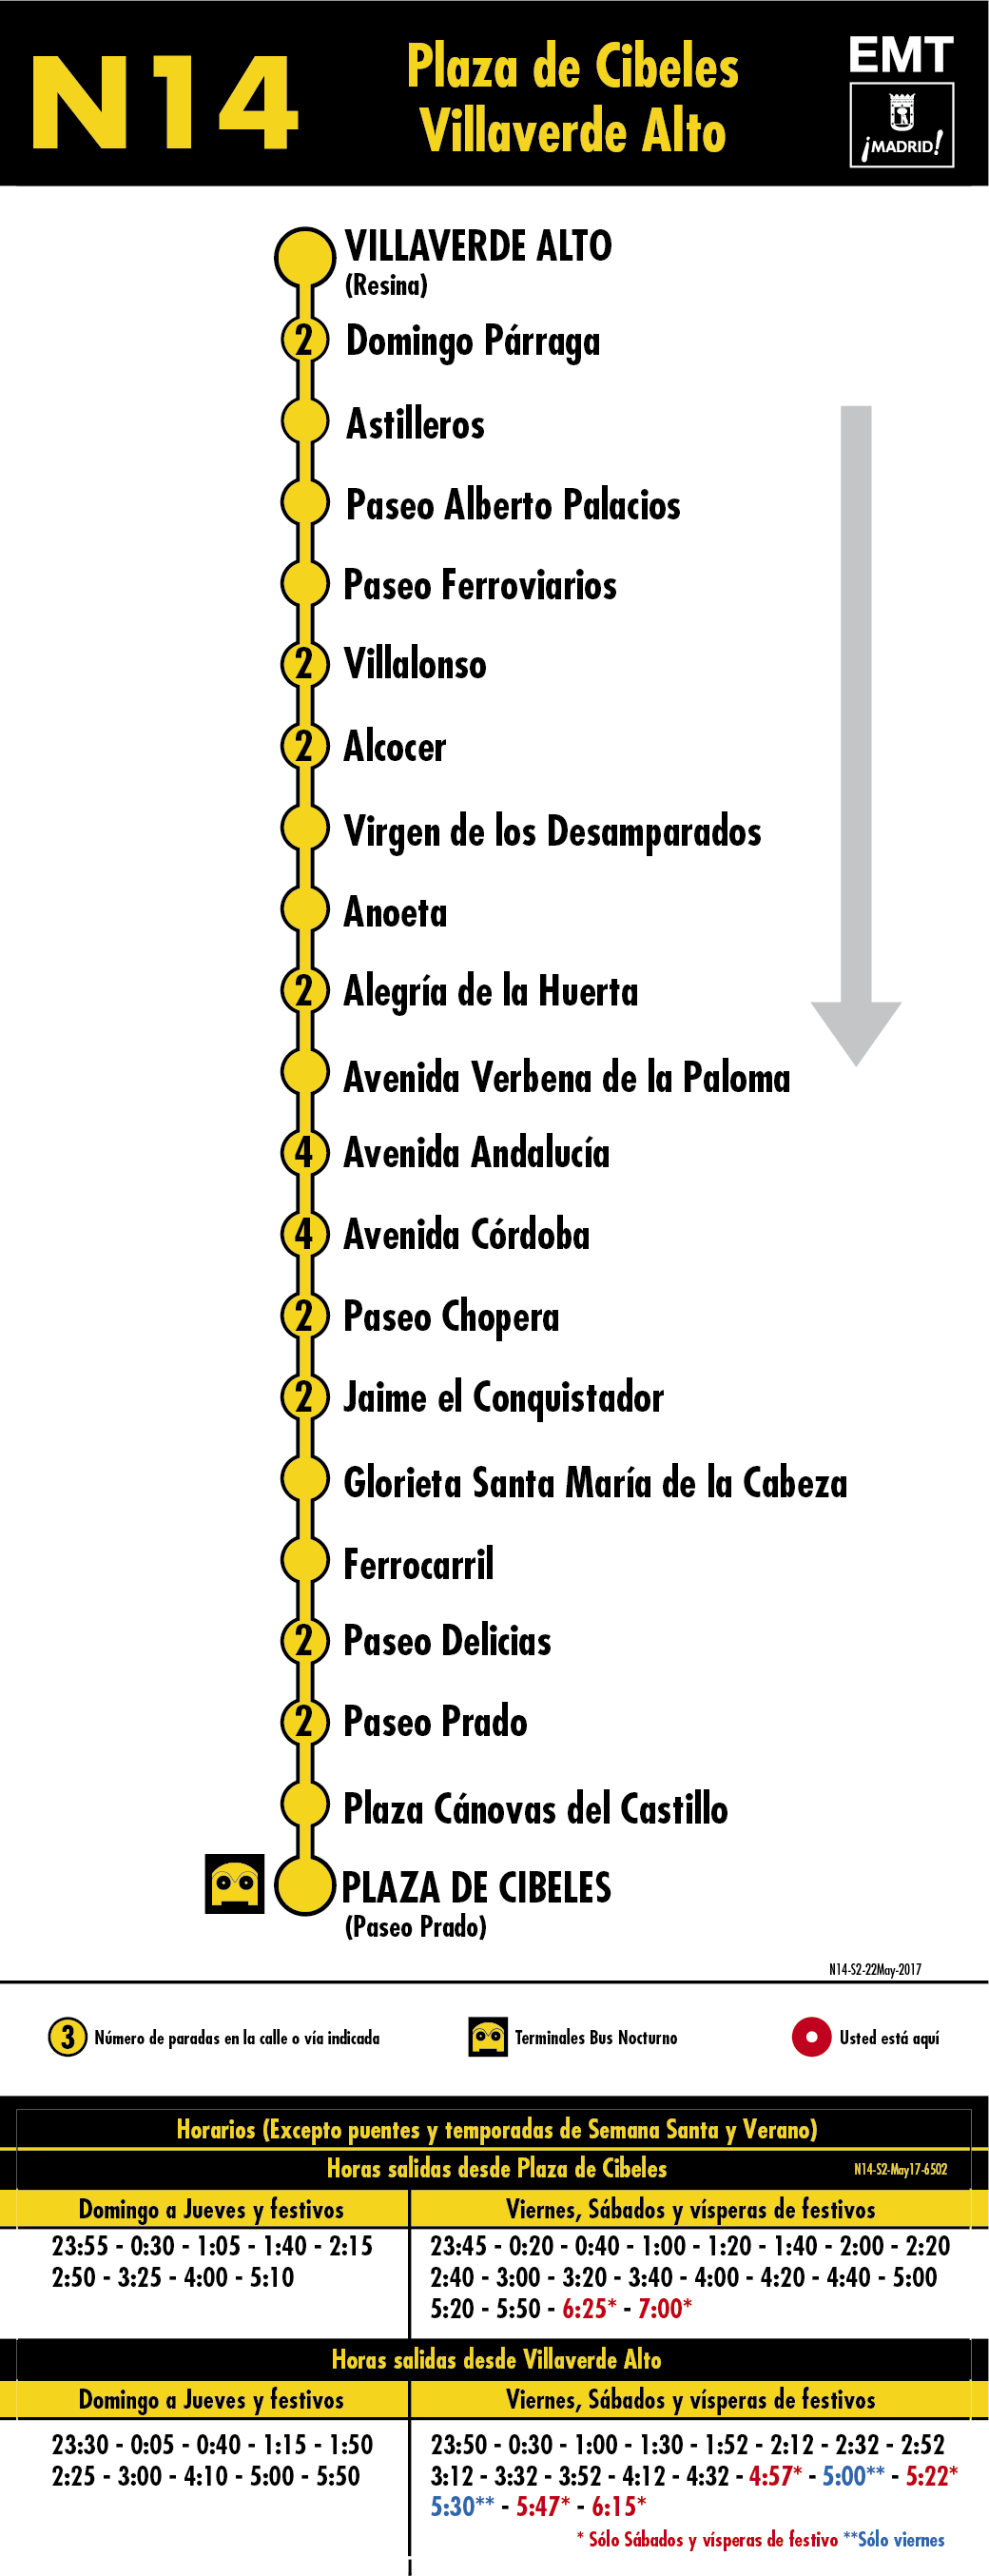 N14
Plaza de Cibeles
Villaverde Alto
EMT
¡MADRID!
VILLAVERDE ALTO
(Resina)
2 Domingo Párraga
Astilleros
Paseo Alberto Palacios
Paseo Ferroviarios
2 Villalonso
2 Alcocer
Virgen de los Desamparados
Anoeta
2 Alegría de la Huerta
Avenida Verbena de la Paloma
4 Avenida Andalucía
4 Avenida Córdoba
2 Paseo Chopera
2 Jaime el Conquistador
Glorieta Santa María de la Cabeza
Ferrocarril
2 Paseo Delicias
2 Paseo Prado
Plaza Cánovas del Castillo
PLAZA DE CIBELES
(Paseo Prado)
N14-S2-22May-2017
3 Número de paradas en la calle o vía indicada
Terminales Bus Nocturno
Usted está aquí
Horarios (Excepto puentes y temporadas de Semana Santa y Verano)
Horas salidas desde Plaza de Cibeles
N14-S2-May17-6502
Domingo a Jueves y festivos
23:55 - 0:30 - 1:05 - 1:40 - 2:15
2:50 - 3:25 - 4:00 - 5:10
Viernes, Sábados y vísperas de festivos
23:45 - 0:20 - 0:40 - 1:00 - 1:20 - 1:40 - 2:00 - 2:20
2:40 - 3:00 - 3:20 - 3:40 - 4:00 - 4:20 - 4:40 - 5:00
5:20 - 5:50 - 6:25* - 7:00*
Horas salidas desde Villaverde Alto
Domingo a Jueves y festivos
23:30 - 0:05 - 0:40 - 1:15 - 1:50
2:25 - 3:00 - 4:10 - 5:00 - 5:50
Viernes, Sábados y vísperas de festivos
23:50 - 0:30 - 1:00 - 1:30 - 1:52 - 2:12 - 2:32 - 2:52
3:12 - 3:32 - 3:52 - 4:12 - 4:32 - 4:57* - 5:00** - 5:22*
5:30** - 5:47* - 6:15*
* Sólo Sábados y vísperas de festivo **Sólo viernes